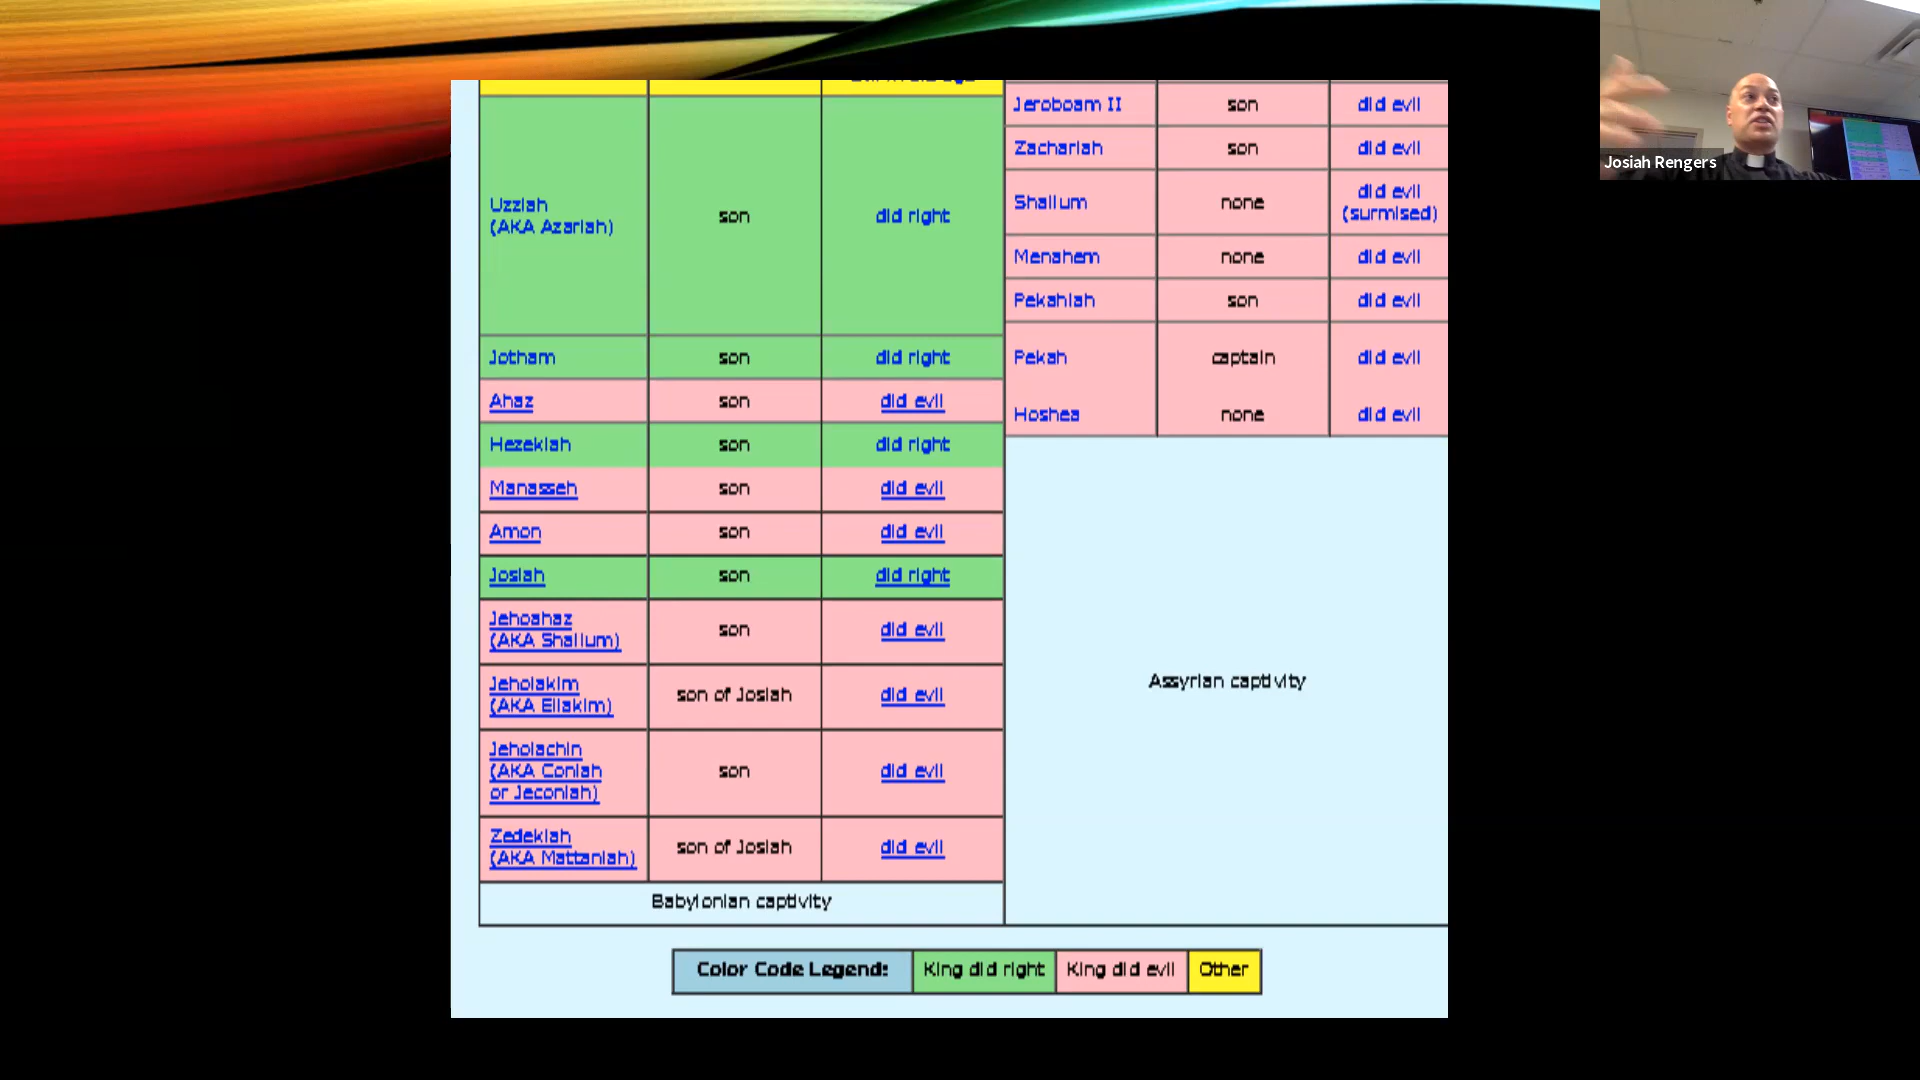 Uzziah
(AKA Azariah)
son
did right
Jotham
son
did right
Ahaz
son
did evil
Hezekiah
son
did right
Manasseh
son
did evil
Amon
son
did evil
Josiah
son
did right
Jehoahaz
(AKA Shallum)
son
did evil
Jehoiakim
(AKA Eliakim)
son of Josiah
did evil
Jehoiachin
(AKA Coniah
or Jeconiah)
son
did evil
Zedekiah
(AKA Mattaniah)
son of Josiah
did evil
Babylonian captivity
Jeroboam II
son
did evil
Zachariah
son
did evil
Shallum
none
did evil
(surmised)
Menahem
none
did evil
Pekahiah
son
did evil
Pekah
captain
did evil
Hoshea
none
did evil
Assyrian captivity
Color Code Legend:
King did right
King did evil
Other
Josiah Rengers